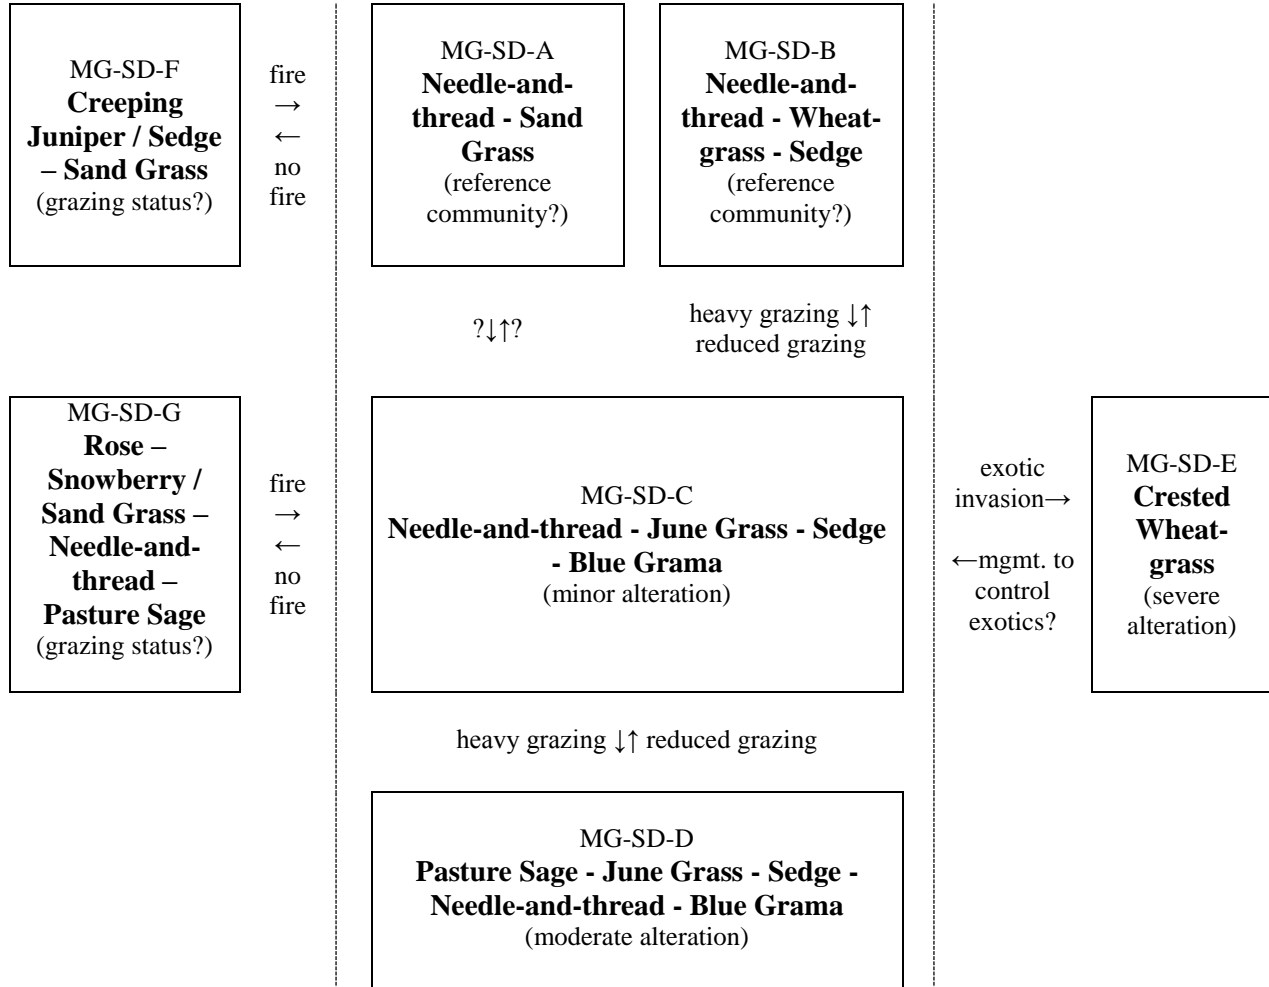 MG-SD-F
Creeping
Juniper / Sedge
– Sand Grass
(grazing status?)
fire
→
←
no
fire
MG-SD-A
Needle-and-
thread - Sand
Grass
(reference
community?)
MG-SD-B
Needle-and-
thread - Wheat-
grass - Sedge
(reference
community?)
?↓↑?
heavy grazing ↓↑
reduced grazing
MG-SD-G
Rose –
Snowberry /
Sand Grass –
Needle-and-
thread –
Pasture Sage
(grazing status?)
fire
→
←
no
fire
MG-SD-C
Needle-and-thread - June Grass - Sedge
- Blue Grama
(minor alteration)
exotic
invasion→
←mgmt. to
control
exotics?
MG-SD-E
Crested
Wheat-
grass
(severe
alteration)
heavy grazing ↓↑ reduced grazing
MG-SD-D
Pasture Sage - June Grass - Sedge -
Needle-and-thread - Blue Grama
(moderate alteration)